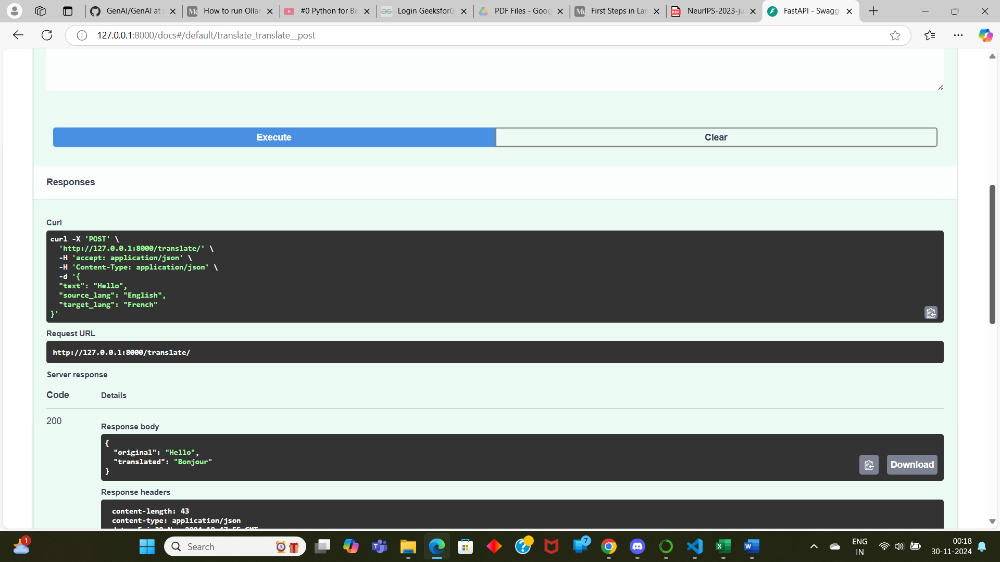 GenAI/GenAI at
How to run Olla
#0 Python for Be
Login GeeksforG
PDF Files - Goog
First Steps in Lan
NeurIPS-2023-ju
FastAPI - Swagg
127.0.0.1:8000/docs#/default/translate_translate__post
Execute
Clear
Responses
Curl
curl -X 'POST' \
'http://127.0.0.1:8000/translate/' \
-H 'accept: application/json' \
-H 'Content-Type: application/json' \
-d '{
"text": "Hello",
"source_lang": "English",
"target_lang": "French"
}'
Request URL
http://127.0.0.1:8000/translate/
Server response
Code Details
200
Response body
{
"original": "Hello",
"translated": "Bonjour"
}
Download
Response headers
content-length: 43
content-type: application/json
1
Search
7
ENG
IN
00:18
30-11-2024